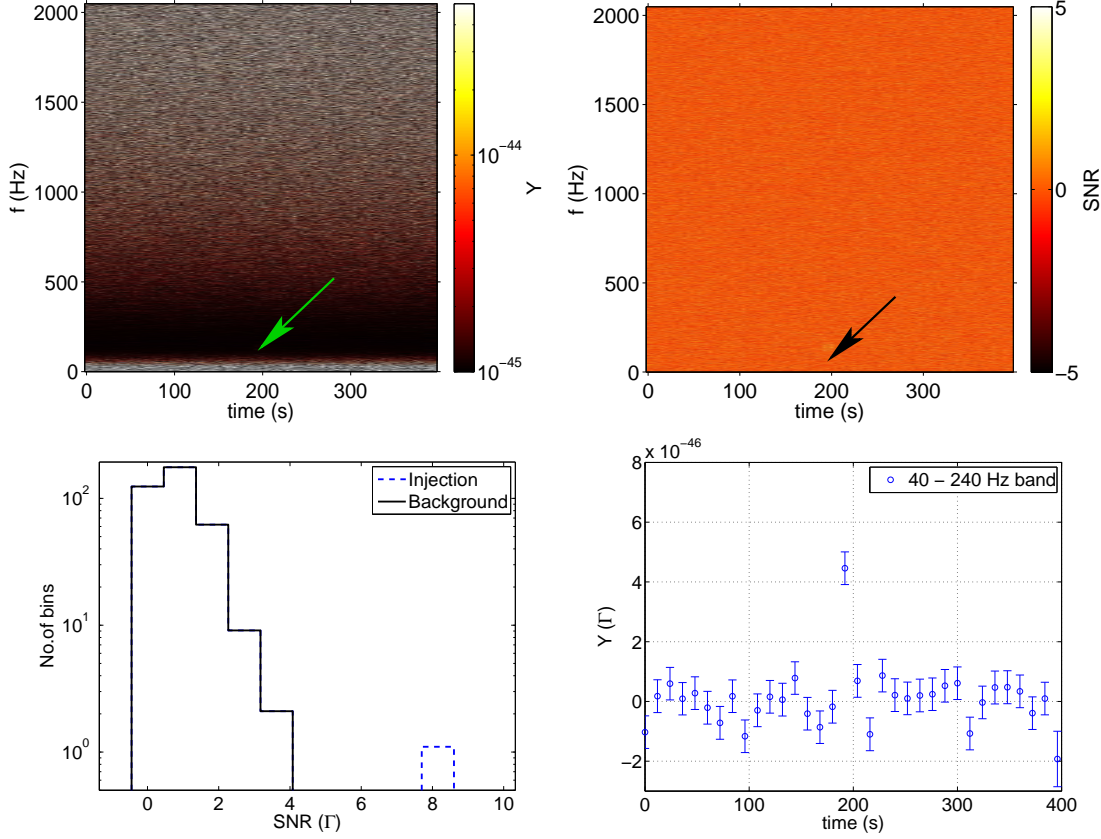 2000
1500
1000
500
0
0 100 200 300
f (Hz)
time (s)
10^-44
10^-45
Y
2000
1500
1000
500
0
0 100 200 300
f (Hz)
time (s)
5
0
−5
SNR
10^2
10^1
10^0
0 2 4 6 8 10
No.of bins
SNR (Γ)
Injection
Background
x 10^−46
8
6
4
2
0
−2
0 100 200 300 400
Y (Γ)
time (s)
40 − 240 Hz band